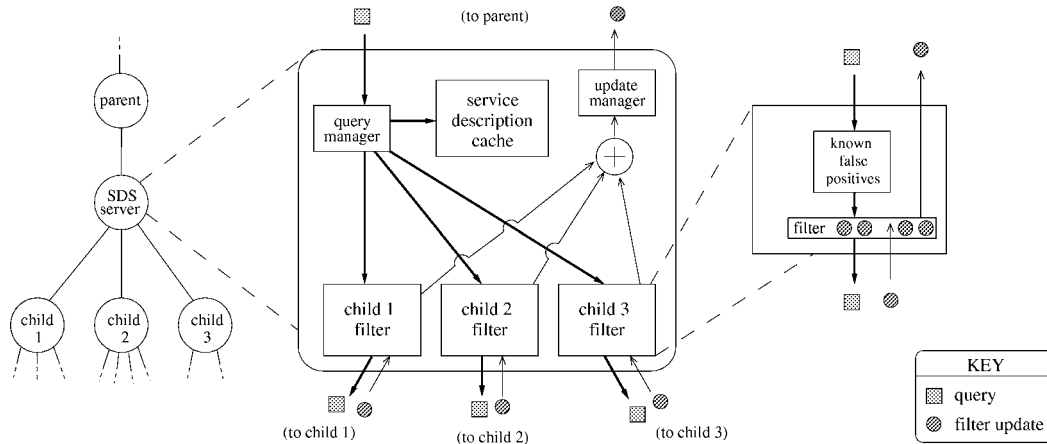 (to parent)
parent
SDS
server
child
1
child
2
child
3
query
manager
service
description
cache
update
manager
child 1
filter
child 2
filter
child 3
filter
(to child 1)
(to child 2)
(to child 3)
known
false
positives
filter
KEY
query
filter update